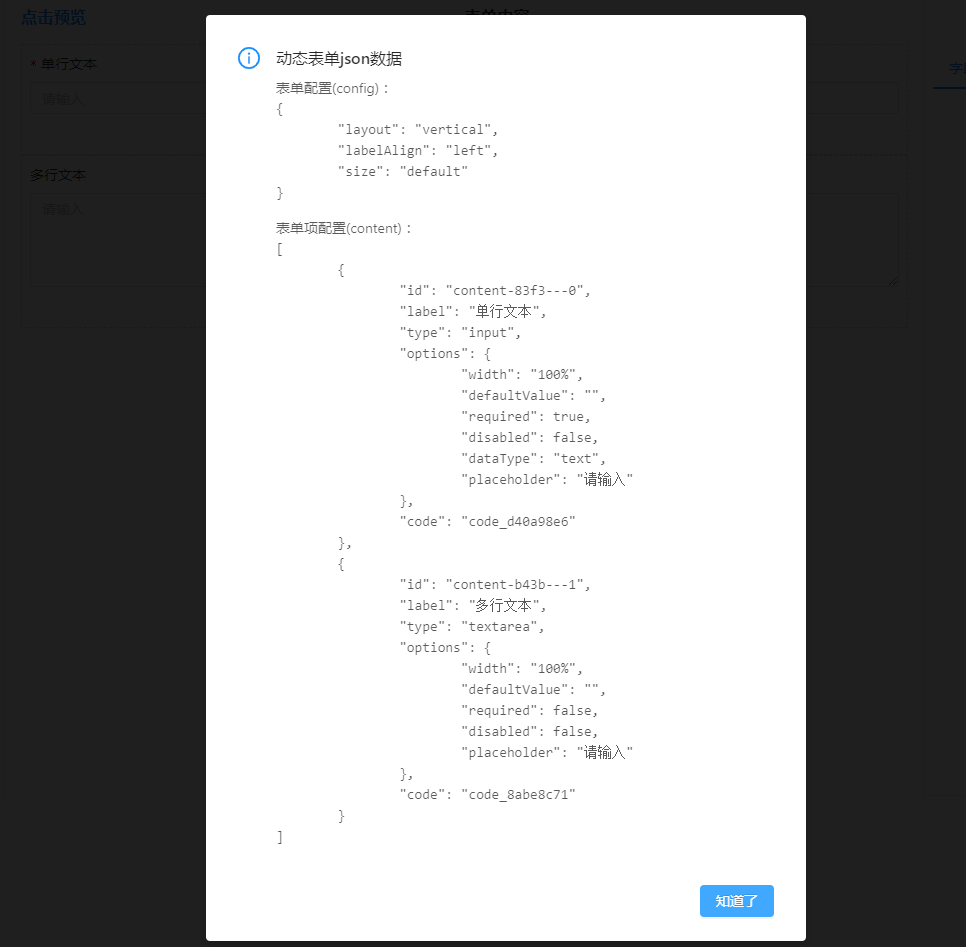 点击预览
表单内容
* 单行文本
请输入
多行文本
请输入
动态表单json数据
表单配置(config)：
{
"layout": "vertical",
"labelAlign": "left",
"size": "default"
}
表单项配置(content)：
[
{
"id": "content-83f3---0",
"label": "单行文本",
"type": "input",
"options": {
"width": "100%",
"defaultValue": "",
"required": true,
"disabled": false,
"dataType": "text",
"placeholder": "请输入"
},
"code": "code_d40a98e6"
},
{
"id": "content-b43b---1",
"label": "多行文本",
"type": "textarea",
"options": {
"width": "100%",
"defaultValue": "",
"required": false,
"disabled": false,
"placeholder": "请输入"
},
"code": "code_8abe8c71"
}
]
知道了